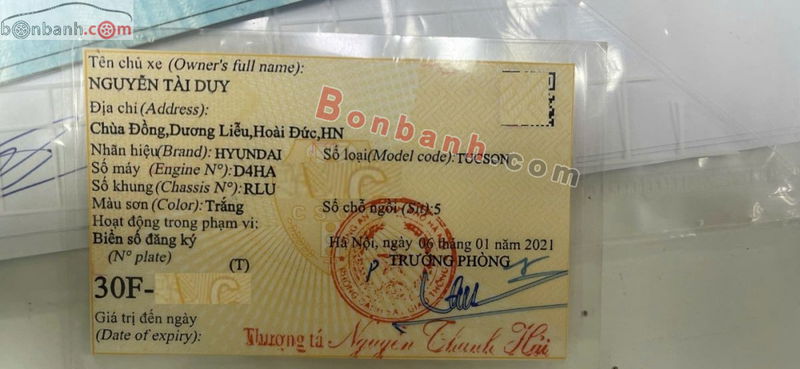 bonbanh.com
Tên chủ xe (Owner's full name):
NGUYỄN TÀI DUY
Địa chỉ (Address):
Chùa Đồng,Dương Liễu,Hoài Đức,HN
Nhãn hiệu(Brand): HYUNDAI Số loại(Model code): TUCSON
Số máy (Engine N°):D4HA
Số khung (Chassis N°):RLU
Màu sơn (Color): Trắng Số chỗ ngồi (Sit):5
Hoạt động trong phạm vi:
Biển số đăng ký Hà Nội, ngày 06 tháng 01 năm 2021
(N° plate) (T) P TRƯỞNG PHÒNG
30F-
Giá trị đến ngày
(Date of expiry): Thượng tá Nguyễn Thanh Hải
Bonbanh.com